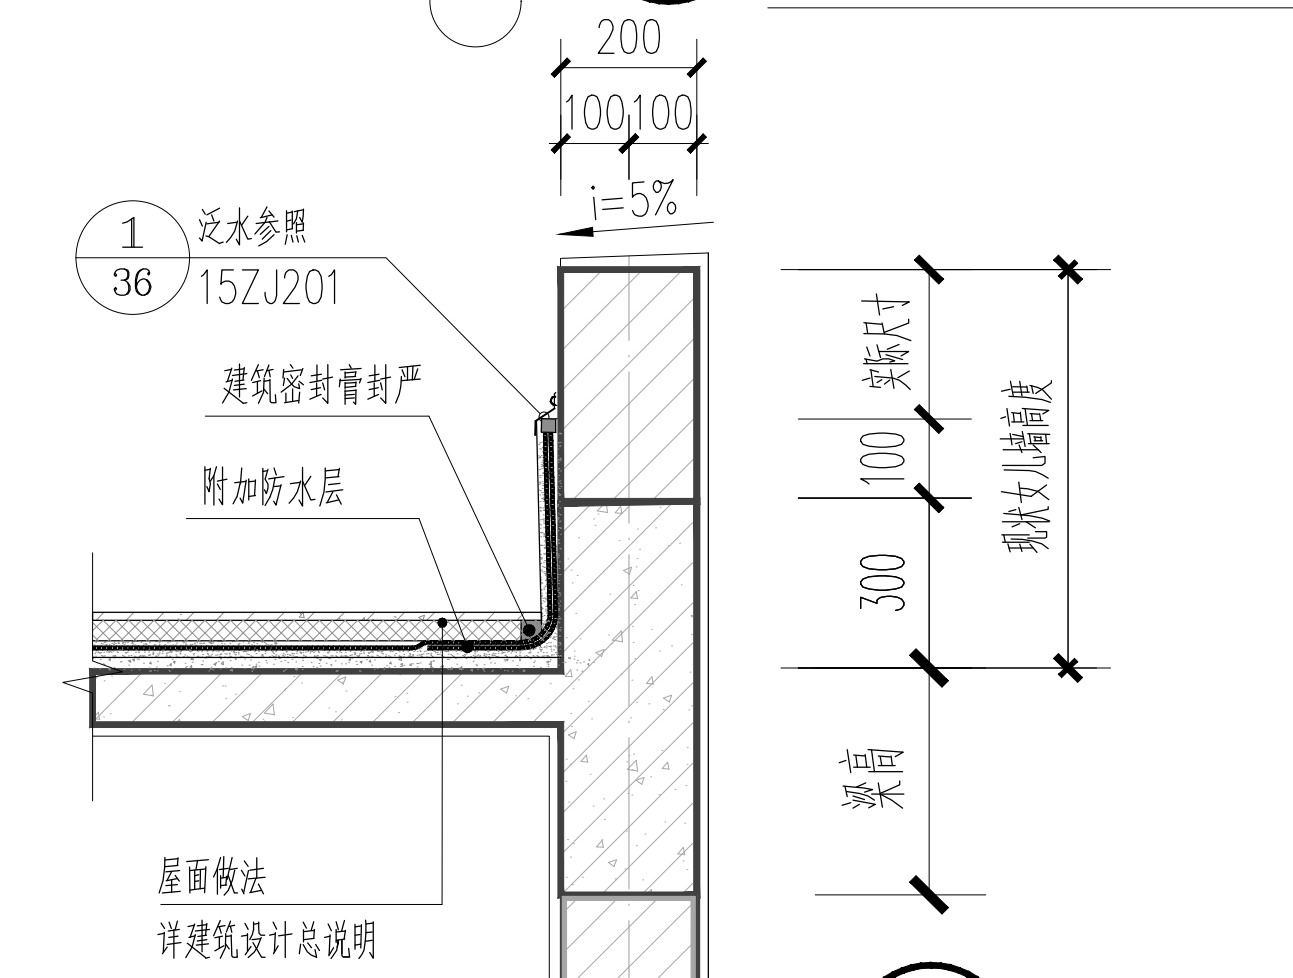 200
100 100
i=5%
1
36
泛水参照
15ZJ201
建筑密封膏封严
附加防水层
屋面做法
详建筑设计总说明
实际尺寸
100
300
梁高
现状女儿墙高度